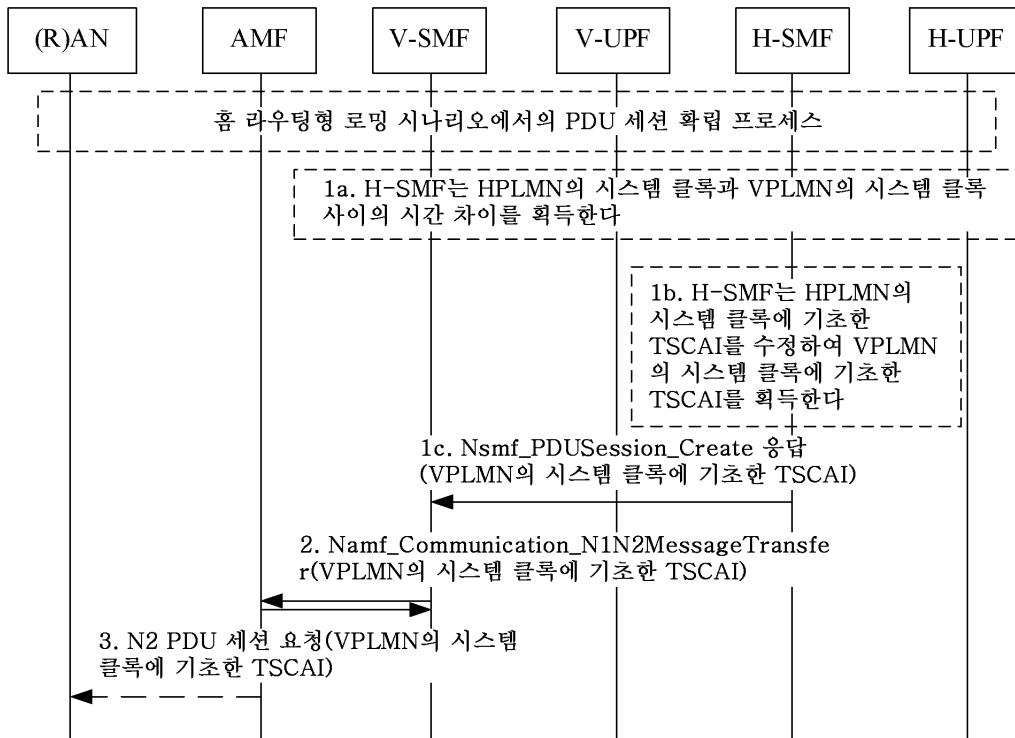 (R)AN
AMF
V-SMF
V-UPF
H-SMF
H-UPF
홈 라우팅형 로밍 시나리오에서의 PDU 세션 확립 프로세스
1a. H-SMF는 HPLMN의 시스템 클록과 VPLMN의 시스템 클록
사이의 시간 차이를 획득한다
1b. H-SMF는 HPLMN의
시스템 클록에 기초한
TSCAI를 수정하여 VPLMN
의 시스템 클록에 기초한
TSCAI를 획득한다
1c. Nsmf_PDUSession_Create 응답
(VPLMN의 시스템 클록에 기초한 TSCAI)
2. Namf_Communication_N1N2MessageTransfe
r(VPLMN의 시스템 클록에 기초한 TSCAI)
3. N2 PDU 세션 요청(VPLMN의 시스템
클록에 기초한 TSCAI)